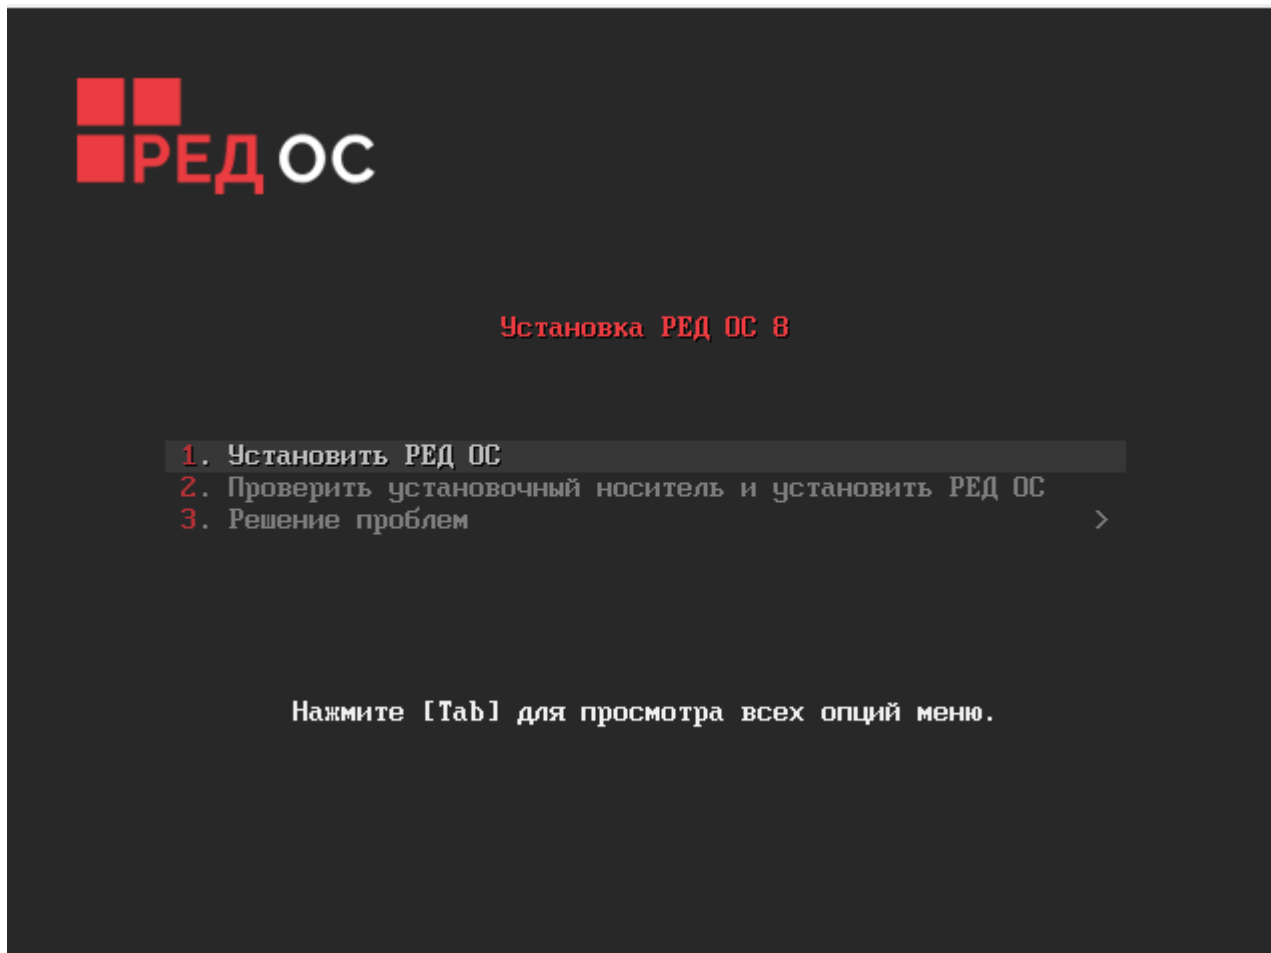 РЕД ОС
Установка РЕД ОС 8
1. Установить РЕД ОС
2. Проверить установочный носитель и установить РЕД ОС
3. Решение проблем >
Нажмите [Tab] для просмотра всех опций меню.